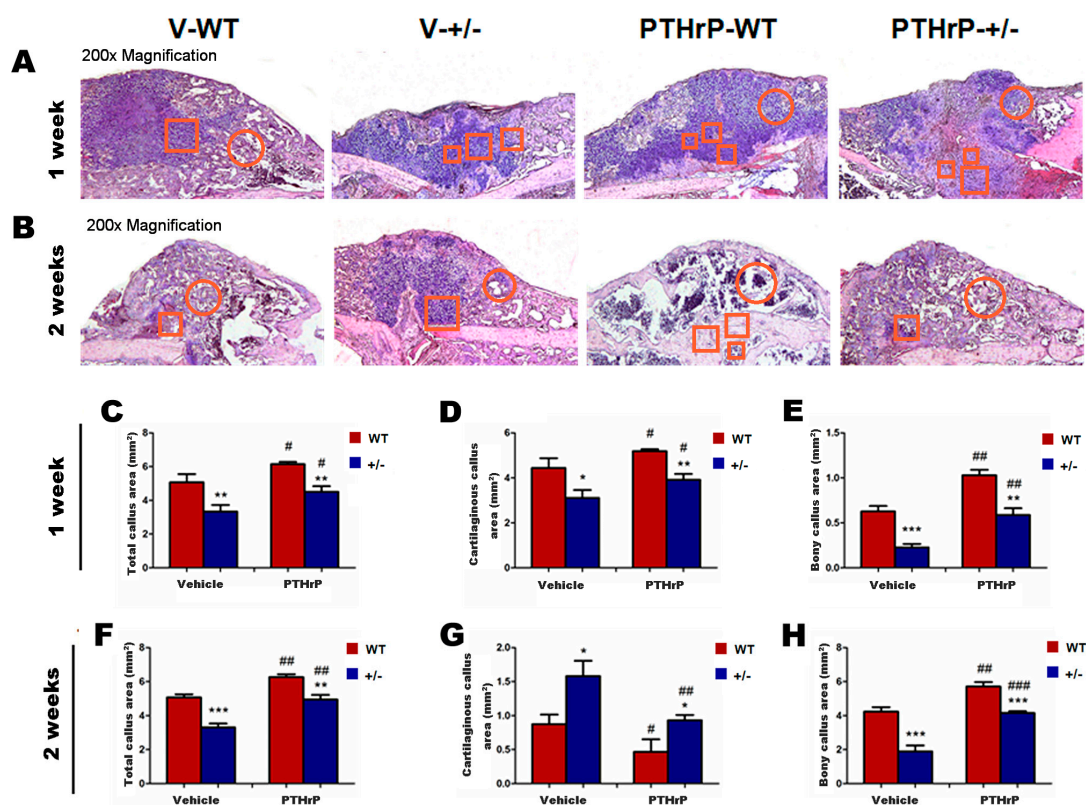 V-WT V-+/- PTHrP-WT PTHrP-+/-
A 200x Magnification
1 week
B 200x Magnification
2 weeks
C D E
1 week
Total callus area (mm²)
8
6
4
2
0
WT
+/-
** # # **
Vehicle PTHrP
Cartilaginous callus
area (mm²)
6
4
2
0
WT
+/-
* # # **
Vehicle PTHrP
Bony callus area (mm²)
1.5
1.0
0.5
0.0
WT
+/-
*** ## ## **
Vehicle PTHrP
F G H
2 weeks
Total callus area (mm²)
8
6
4
2
0
WT
+/-
*** ## ## **
Vehicle PTHrP
Cartilaginous callus
area (mm²)
2.0
1.5
1.0
0.5
0.0
WT
+/-
* # ## *
Vehicle PTHrP
Bony callus area (mm²)
8
6
4
2
0
WT
+/-
*** ## ### ***
Vehicle PTHrP